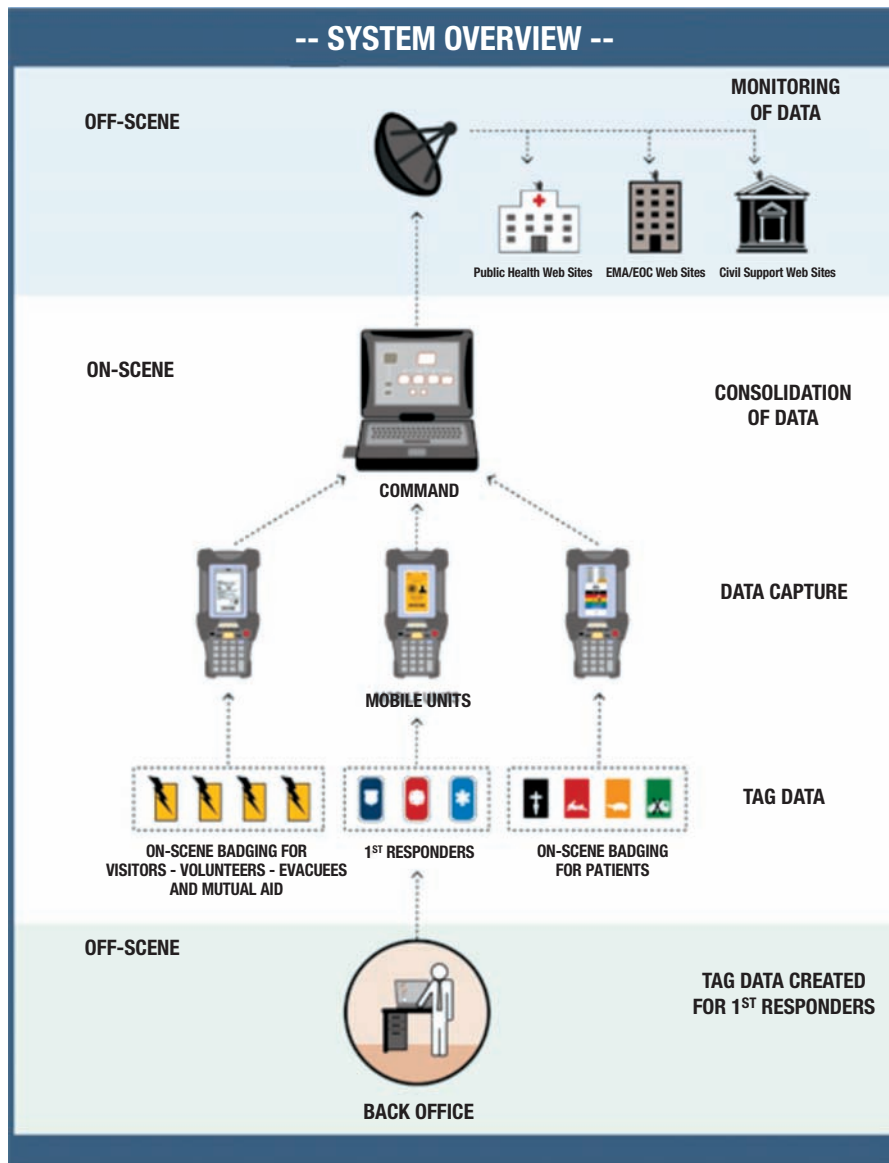 -- SYSTEM OVERVIEW --
OFF-SCENE
MONITORING
OF DATA
Public Health Web Sites
EMA/EOC Web Sites
Civil Support Web Sites
ON-SCENE
CONSOLIDATION
OF DATA
COMMAND
DATA CAPTURE
MOBILE UNITS
TAG DATA
ON-SCENE BADGING FOR
VISITORS - VOLUNTEERS - EVACUEES
AND MUTUAL AID
1ST RESPONDERS
ON-SCENE BADGING
FOR PATIENTS
OFF-SCENE
TAG DATA CREATED
FOR 1ST RESPONDERS
BACK OFFICE